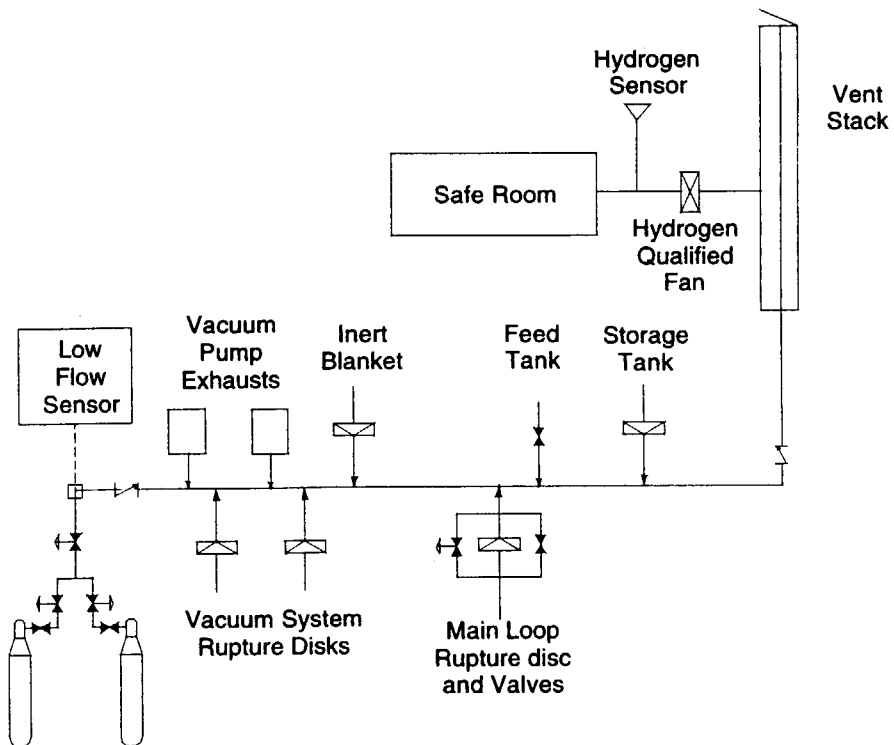 Hydrogen
Sensor
Vent
Stack
Safe Room
Hydrogen
Qualified
Fan
Low
Flow
Sensor
Vacuum
Pump
Exhausts
Inert
Blanket
Feed
Tank
Storage
Tank
Vacuum System
Rupture Disks
Main Loop
Rupture disc
and Valves